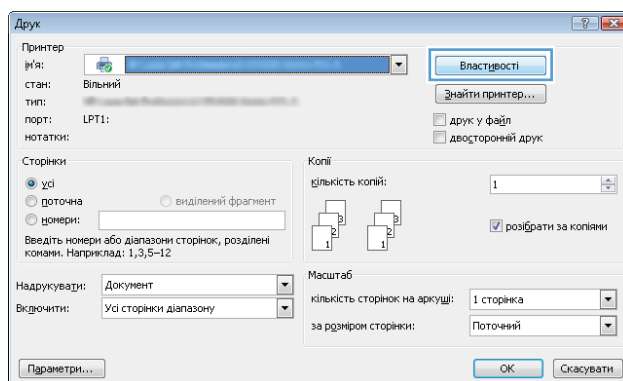 Друк
Принтер
ім'я:
Властивості
стан: Вільний
тип:
Знайти принтер...
порт: LPT1:
друк у файл
нотатки:
двосторонній друк
Сторінки
усі
поточна
виділений фрагмент
номери:
Введіть номери або діапазони сторінок, розділені
комами. Наприклад: 1,3,5–12
Копії
кількість копій: 1
розібрати за копіями
Надрукувати: Документ
Включити: Усі сторінки діапазону
Масштаб
кількість сторінок на аркуші: 1 сторінка
за розміром сторінки: Поточний
Параметри...
ОК
Скасувати